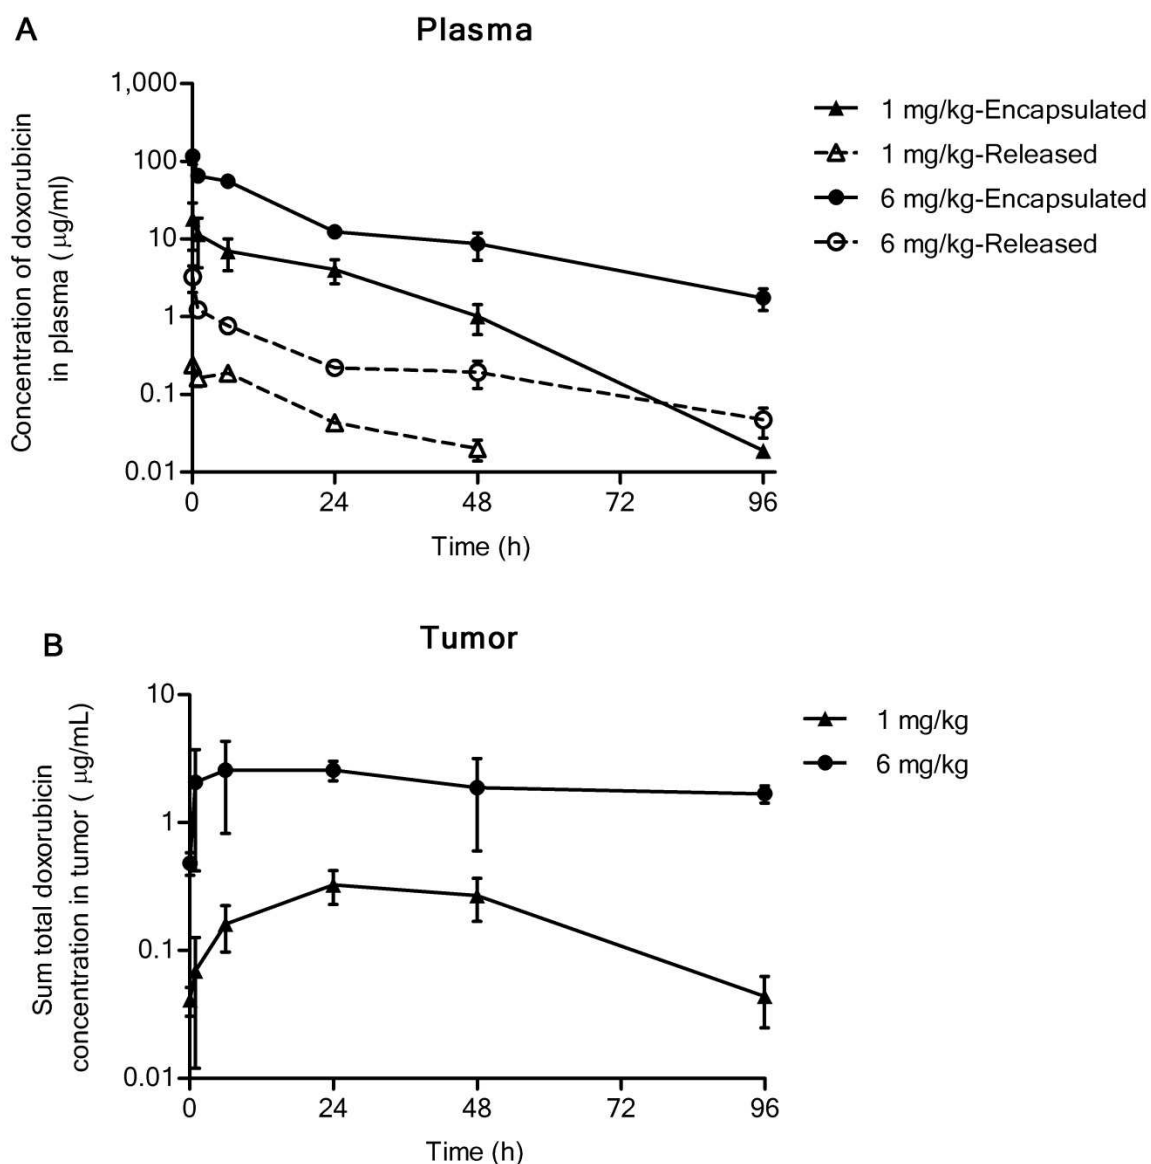 A
Plasma
Concentration of doxorubicin
in plasma ( μg/ml)
1,000
100
10
1
0.1
0.01
0
24
48
72
96
Time (h)
1 mg/kg-Encapsulated
1 mg/kg-Released
6 mg/kg-Encapsulated
6 mg/kg-Released
B
Tumor
Sum total doxorubicin
concentration in tumor ( μg/mL)
10
1
0.1
0.01
0
24
48
72
96
Time (h)
1 mg/kg
6 mg/kg